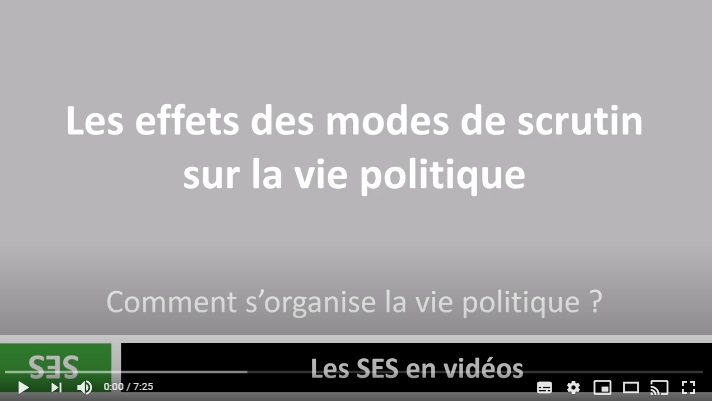 Les effets des modes de scrutin
sur la vie politique
Comment s'organise la vie politique ?
SES
Les SES en vidéos
0:00 / 7:25